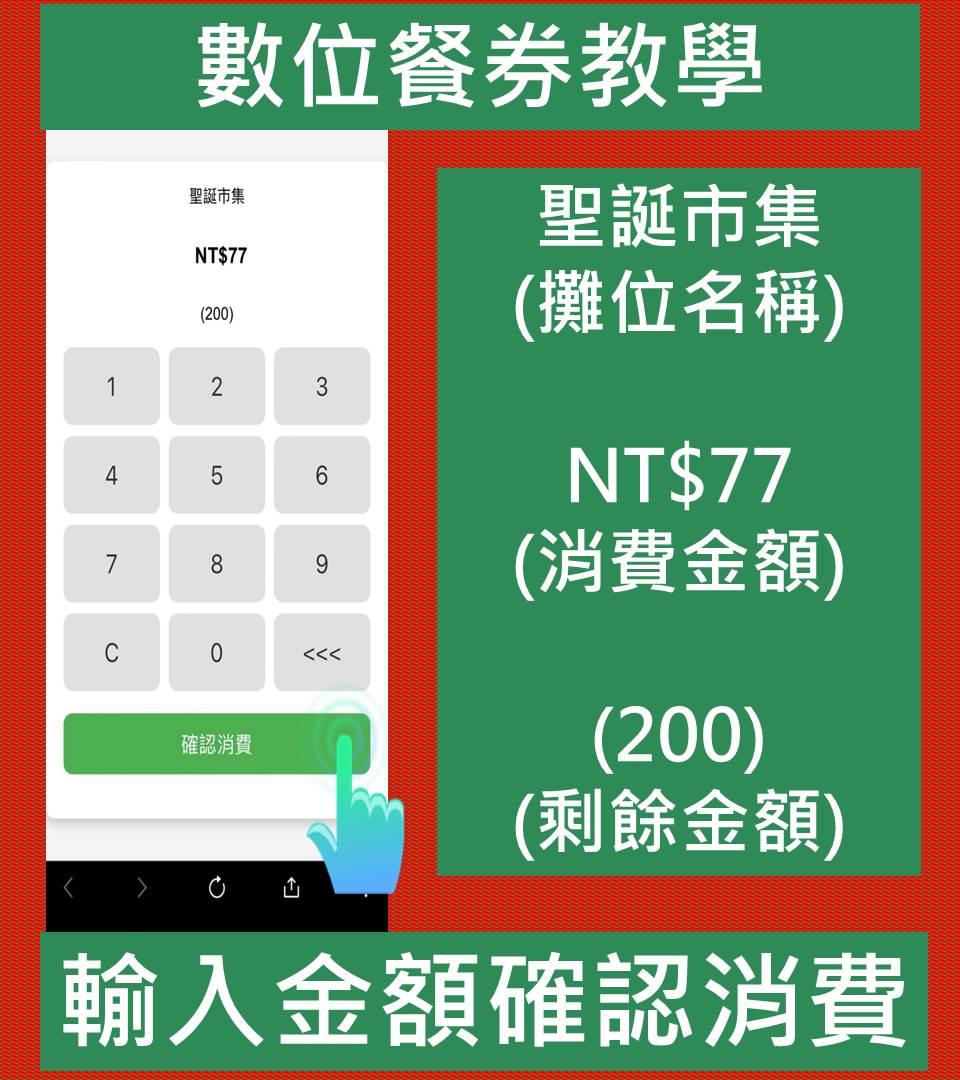 數位餐券教學
聖誕市集
NT$77
(200)
1 2 3
4 5 6
7 8 9
C 0 <<<
確認消費
聖誕市集
(攤位名稱)
NT$77
(消費金額)
(200)
(剩餘金額)
輸入金額確認消費